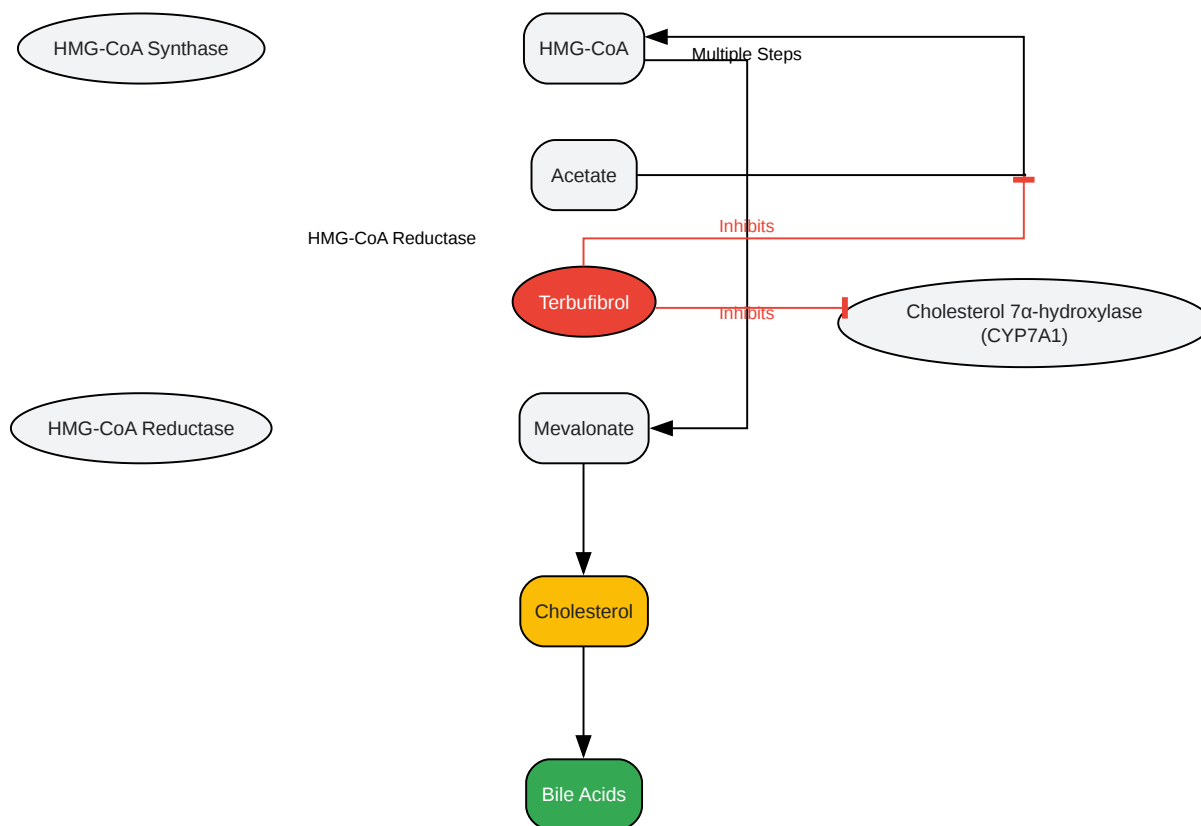 HMG-CoA Synthase
HMG-CoA
Multiple Steps
Acetate
Inhibits
HMG-CoA Reductase
Terbufibrol
Inhibits
Cholesterol 7α-hydroxylase
(CYP7A1)
HMG-CoA Reductase
Mevalonate
Cholesterol
Bile Acids